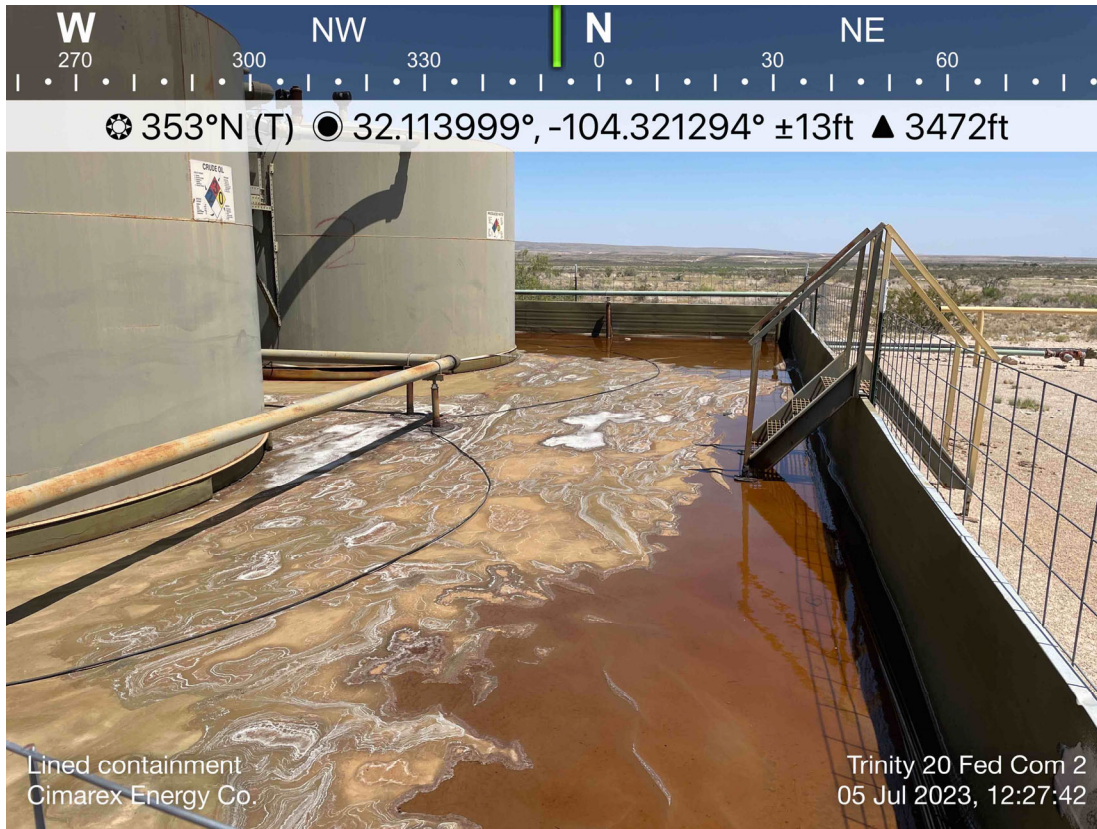 W NW N NE
270 300 330 0 30 60
353°N (T) 32.113999°, -104.321294° ±13ft ▲ 3472ft
CRUDE OIL
2
Lined containment
Cimarex Energy Co.
Trinity 20 Fed Com 2
05 Jul 2023, 12:27:42